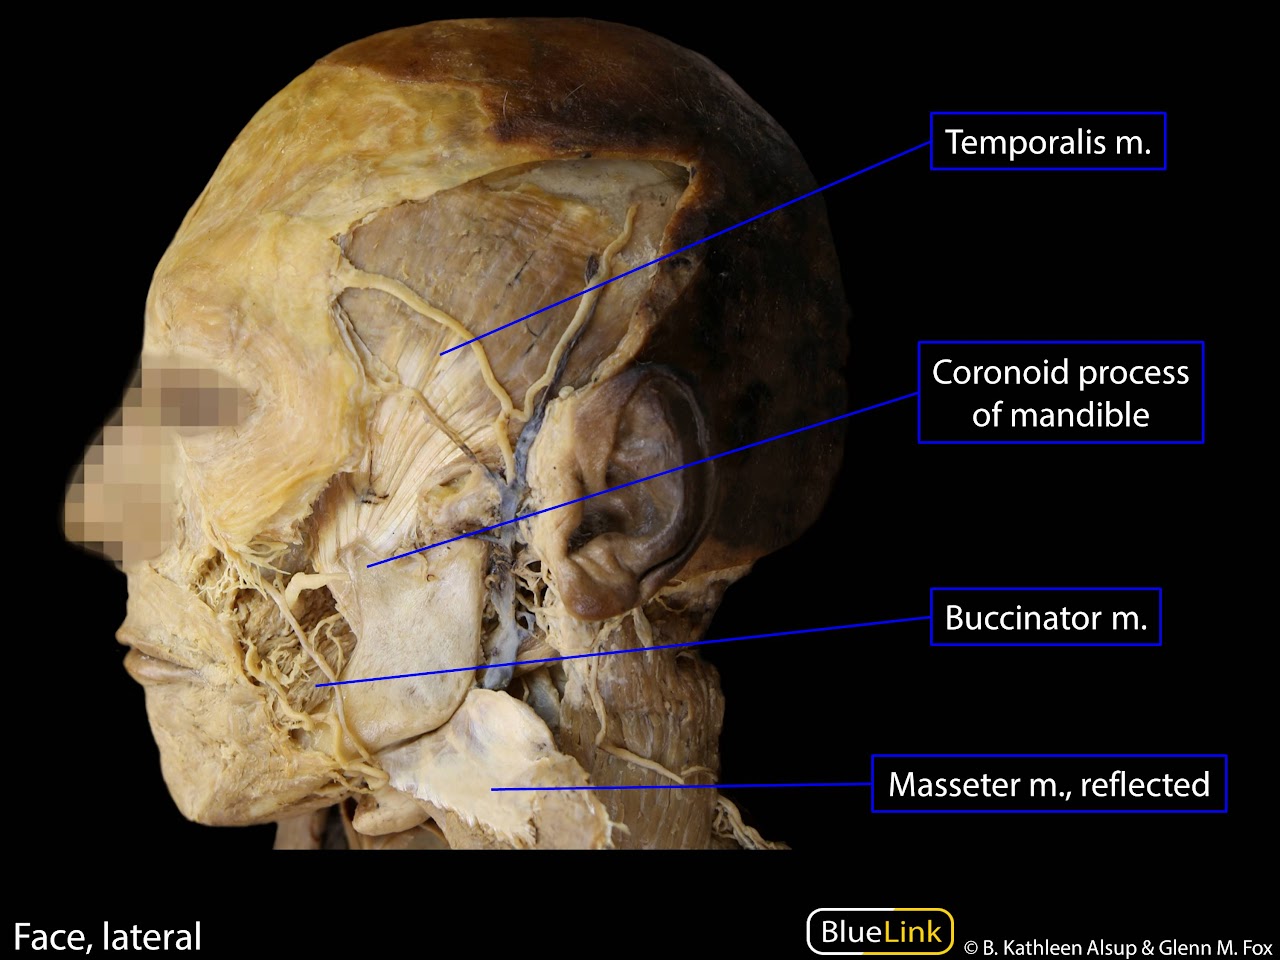 Temporalis m.
Coronoid process
of mandible
Buccinator m.
Masseter m., reflected
Face, lateral
BlueLink
© B. Kathleen Alsup & Glenn M. Fox